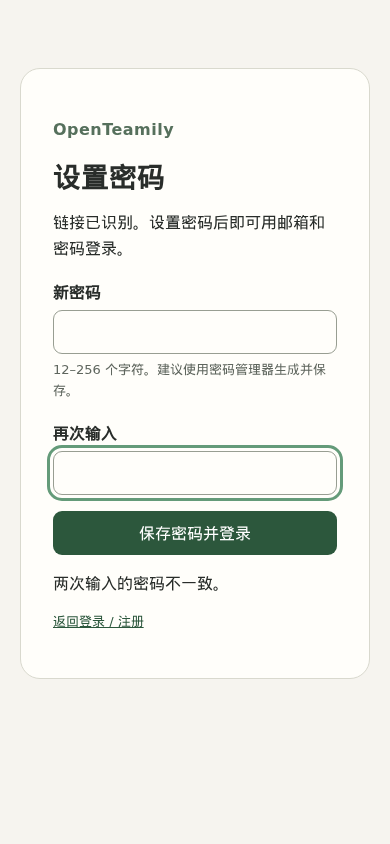 OpenTeamily
设置密码
链接已识别。设置密码后即可用邮箱和
密码登录。
新密码
12–256 个字符。建议使用密码管理器生成并保
存。
再次输入
保存密码并登录
两次输入的密码不一致。
返回登录 / 注册